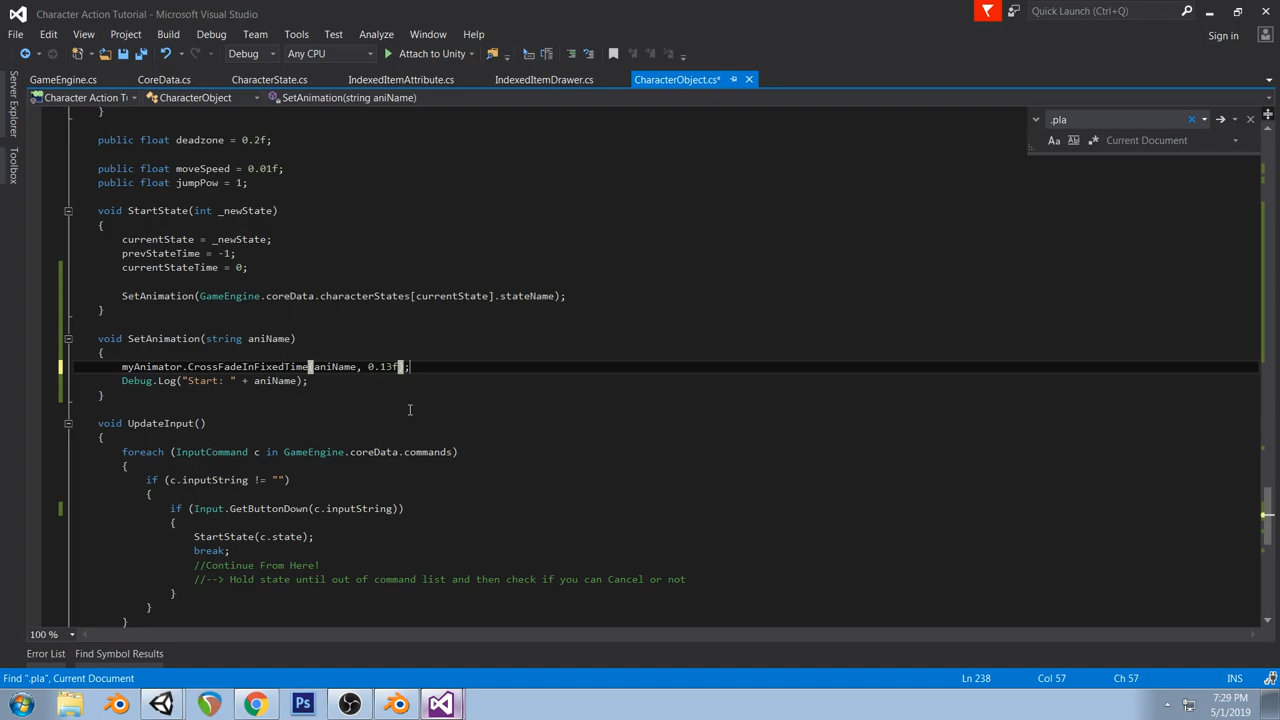 Character Action Tutorial - Microsoft Visual Studio
Quick Launch (Ctrl+Q)
File Edit View Project Build Debug Team Tools Test Analyze Window Help
Sign in
Debug Any CPU Attach to Unity
GameEngine.cs CoreData.cs CharacterState.cs IndexedItemAttribute.cs IndexedItemDrawer.cs CharacterObject.cs*
Server Explorer
Toolbox
Character Action Tu CharacterObject SetAnimation(string aniName)
.pla
Aa Current Document
}
public float deadzone = 0.2f;
public float moveSpeed = 0.01f;
public float jumpPow = 1;
void StartState(int _newState)
{
currentState = _newState;
prevStateTime = -1;
currentStateTime = 0;
SetAnimation(GameEngine.coreData.characterStates[currentState].stateName);
}
void SetAnimation(string aniName)
{
myAnimator.CrossFadeInFixedTime(aniName, 0.13f);
Debug.Log("Start: " + aniName);
}
void UpdateInput()
{
foreach (InputCommand c in GameEngine.coreData.commands)
{
if (c.inputString != "")
{
if (Input.GetButtonDown(c.inputString))
{
StartState(c.state);
break;
//Continue From Here!
//--> Hold state until out of command list and then check if you can Cancel or not
}
}
}
100 %
Error List Find Symbol Results
Find ".pla", Current Document Ln 238 Col 57 Ch 57 INS
Ps
7:29 PM
5/1/2019